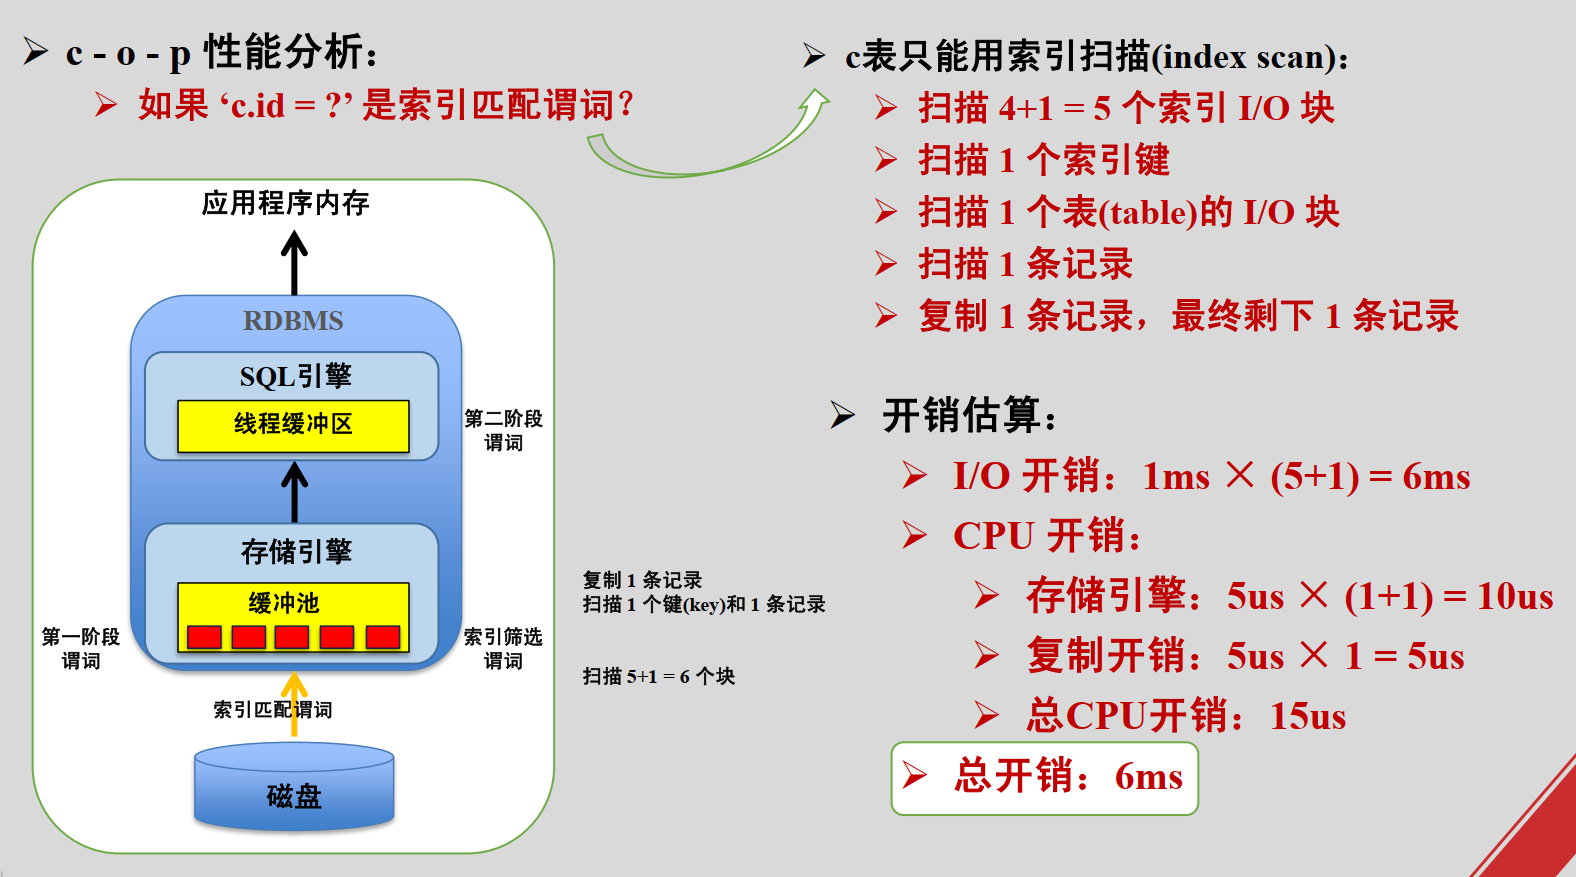 c - o - p 性能分析：
如果 ‘c.id = ?’ 是索引匹配谓词？
应用程序内存
RDBMS
SQL引擎
线程缓冲区
第二阶段
谓词
存储引擎
缓冲池
第一阶段
谓词
索引筛选
谓词
索引匹配谓词
磁盘
复制 1 条记录
扫描 1 个键(key)和 1 条记录
扫描 5+1 = 6 个块
c表只能用索引扫描(index scan)：
扫描 4+1 = 5 个索引 I/O 块
扫描 1 个索引键
扫描 1 个表(table)的 I/O 块
扫描 1 条记录
复制 1 条记录，最终剩下 1 条记录
开销估算：
I/O 开销：1ms × (5+1) = 6ms
CPU 开销：
存储引擎：5us × (1+1) = 10us
复制开销：5us × 1 = 5us
总CPU开销：15us
总开销：6ms